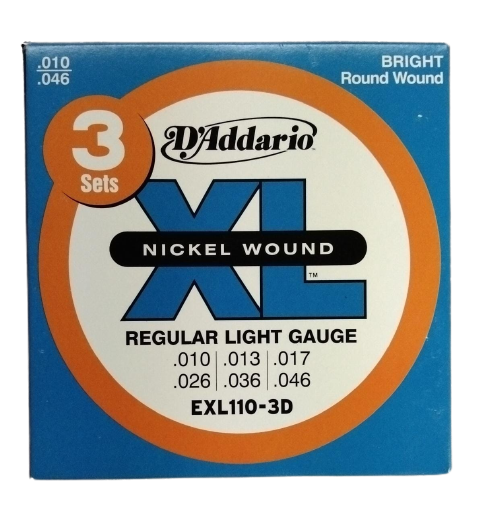 .010
.046
BRIGHT
Round Wound
3
Sets
D'Addario
XL
NICKEL WOUND
TM
REGULAR LIGHT GAUGE
.010 .013 .017
.026 .036 .046
EXL110-3D